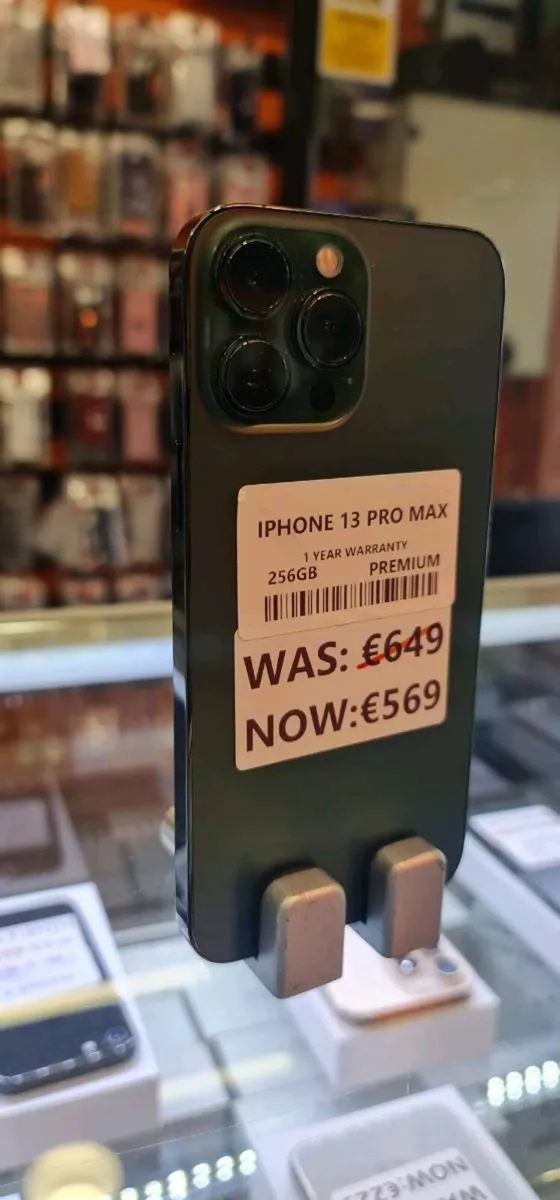 IPHONE 13 PRO MAX
1 YEAR WARRANTY
256GB PREMIUM
WAS: €649
NOW:€569